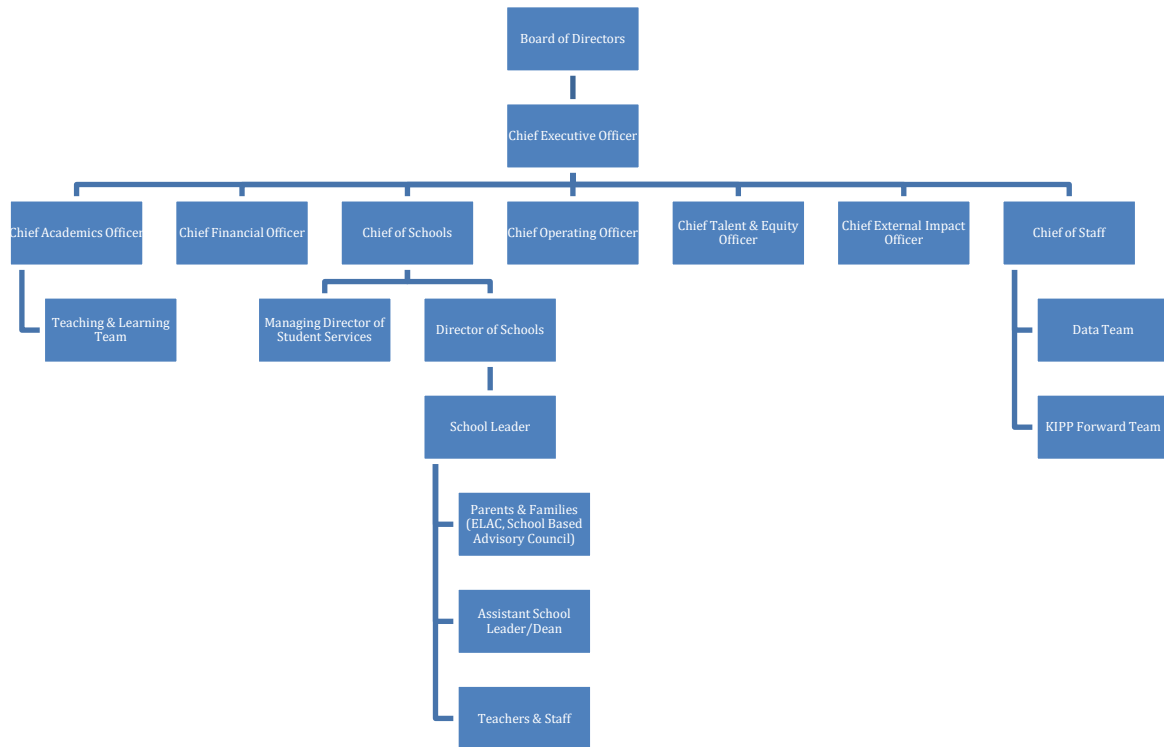 Board of Directors
Chief Executive Officer
Chief Academics Officer
Chief Financial Officer
Chief of Schools
Chief Operating Officer
Chief Talent & Equity
Officer
Chief External Impact
Officer
Chief of Staff
Teaching & Learning
Team
Managing Director of
Student Services
Director of Schools
Data Team
School Leader
KIPP Forward Team
Parents & Families
(ELAC, School Based
Advisory Council)
Assistant School
Leader/Dean
Teachers & Staff